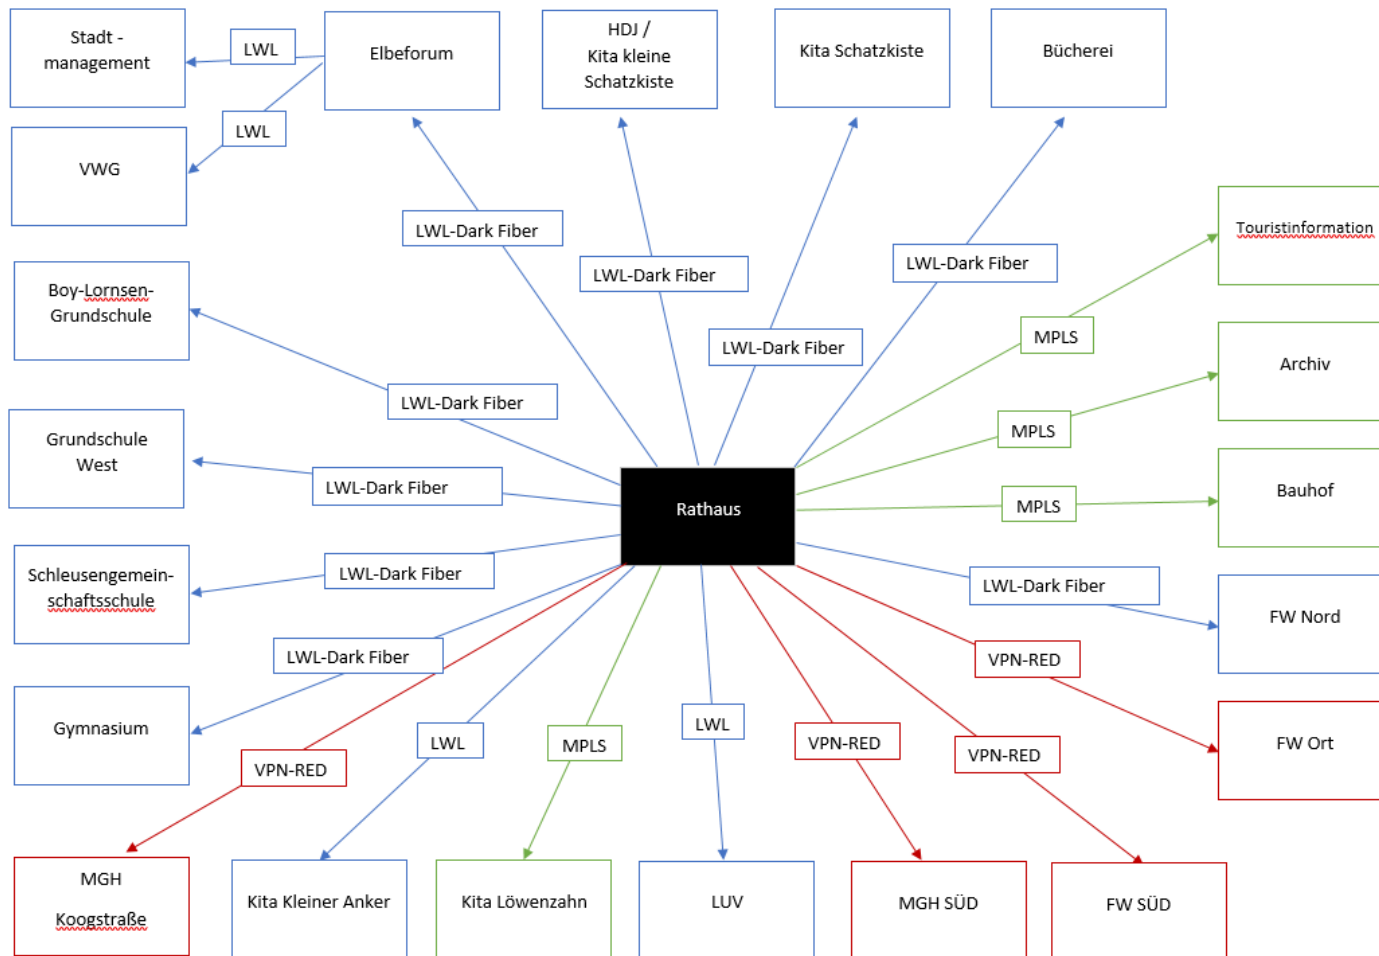 Stadt -
management
LWL
Elbeforum
HDJ /
Kita kleine
Schatzkiste
Kita Schatzkiste
Bücherei
LWL
VWG
LWL-Dark Fiber
LWL-Dark Fiber
LWL-Dark Fiber
Touristinformation
Boy-Lornsen-
Grundschule
LWL-Dark Fiber
MPLS
Archiv
LWL-Dark Fiber
MPLS
Grundschule
West
LWL-Dark Fiber
Rathaus
MPLS
Bauhof
Schleusengemein-
schaftsschule
LWL-Dark Fiber
LWL-Dark Fiber
FW Nord
LWL-Dark Fiber
VPN-RED
Gymnasium
LWL
MPLS
LWL
VPN-RED
VPN-RED
FW Ort
VPN-RED
MGH
Koogstraße
Kita Kleiner Anker
Kita Löwenzahn
LUV
MGH SÜD
FW SÜD